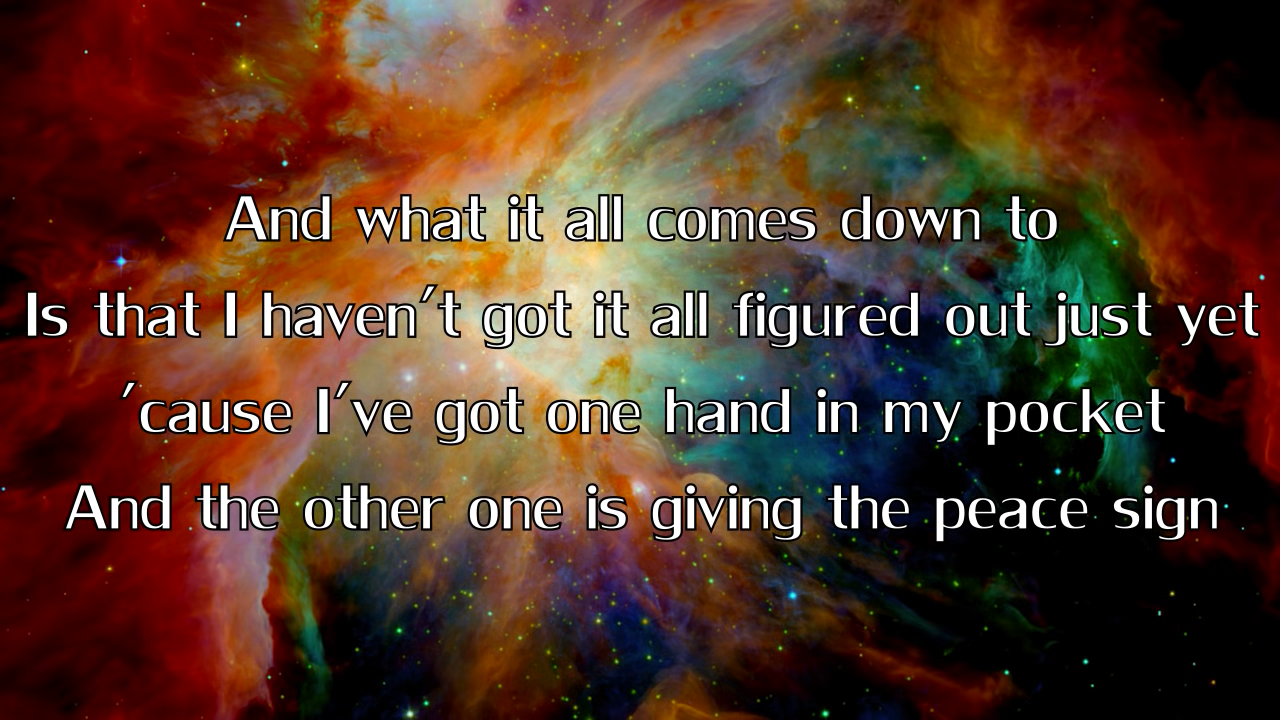 And what it all comes down to
Is that I haven't got it all figured out just yet
'cause I've got one hand in my pocket
And the other one is giving the peace sign